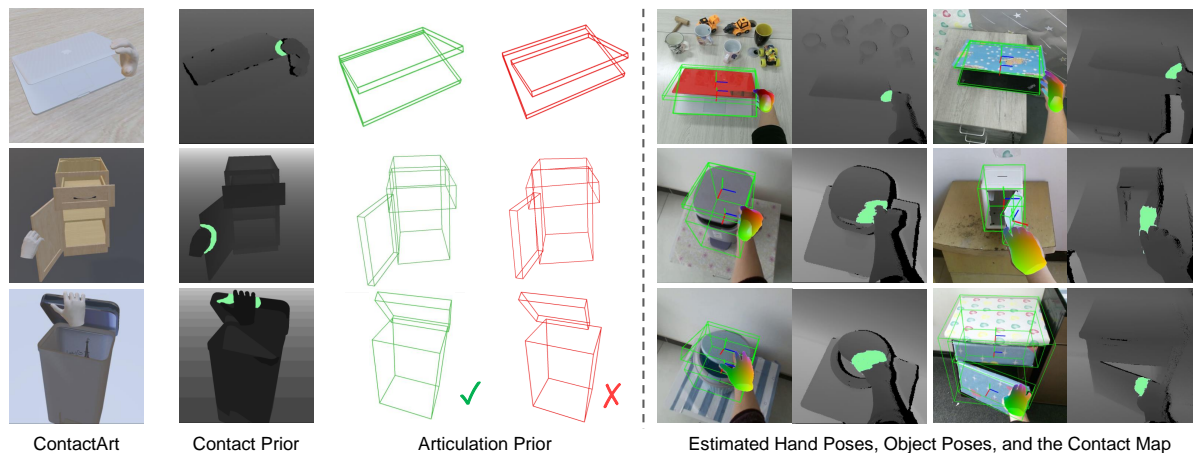 ContactArt
Contact Prior
Articulation Prior
Estimated Hand Poses, Object Poses, and the Contact Map